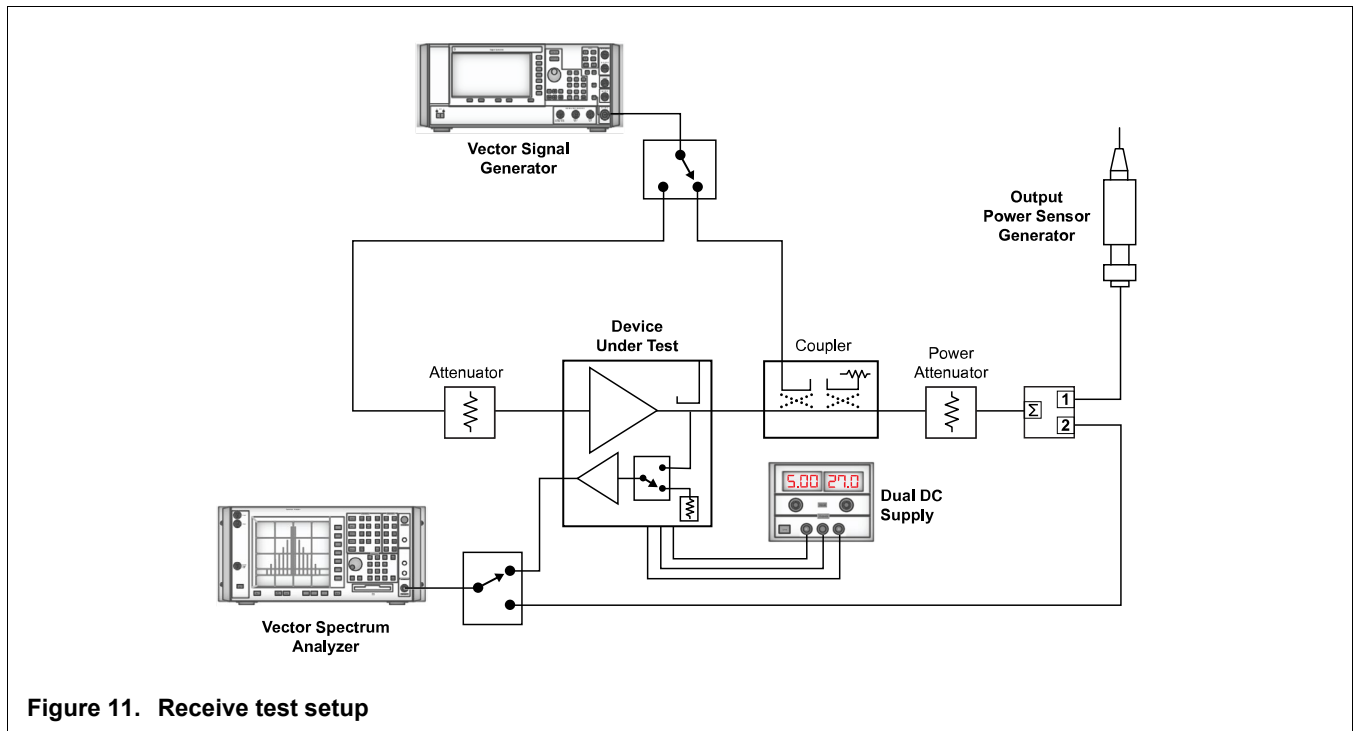 Vector Signal
Generator
Output
Power Sensor
Generator
Device
Under Test
Coupler
Power
Attenuator
Attenuator
Σ
1
2
5.00 27.0
Dual DC
Supply
Vector Spectrum
Analyzer
Figure 11. Receive test setup